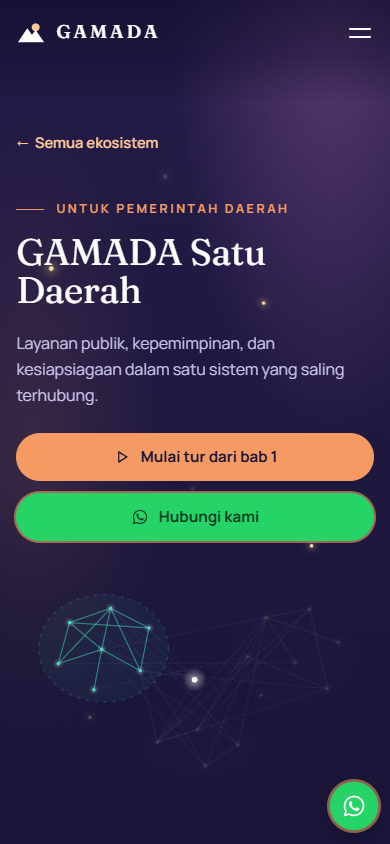 GAMADA
← Semua ekosistem
UNTUK PEMERINTAH DAERAH
GAMADA Satu
Daerah
Layanan publik, kepemimpinan, dan
kesiapsiagaan dalam satu sistem yang saling
terhubung.
Mulai tur dari bab 1
Hubungi kami